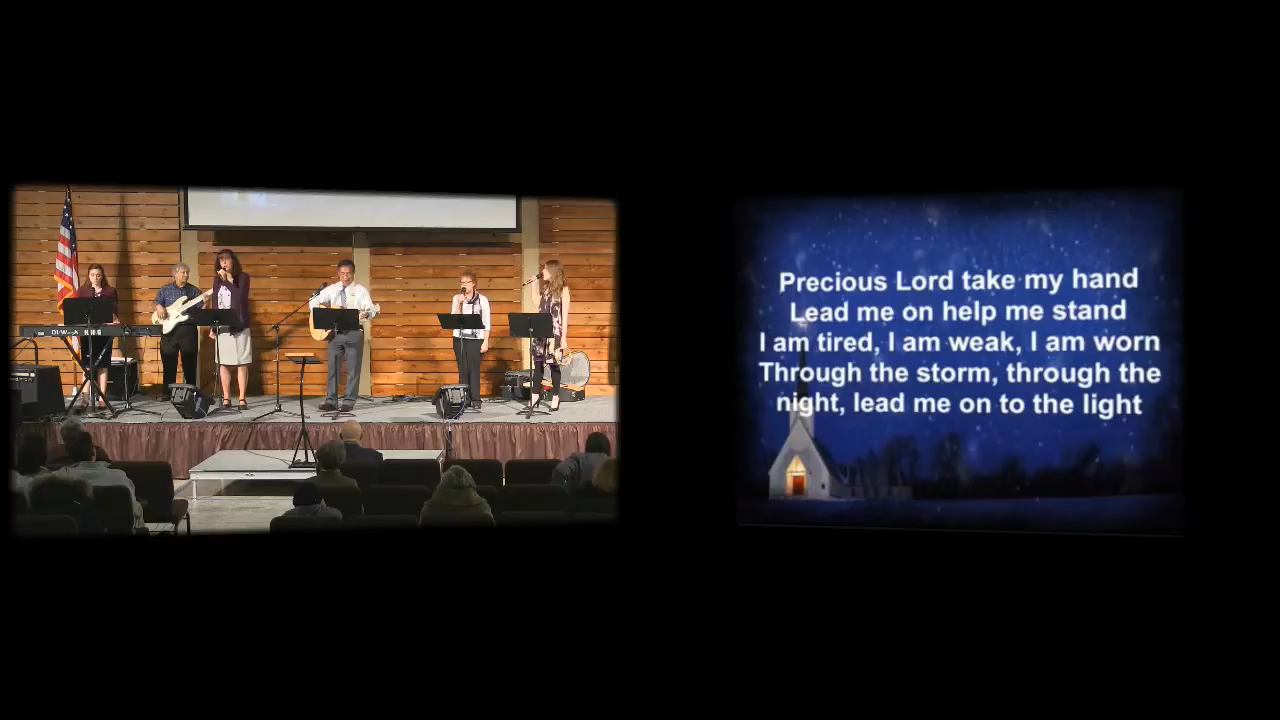 Precious Lord take my hand
Lead me on help me stand
I am tired, I am weak, I am worn
Through the storm, through the
night, lead me on to the light